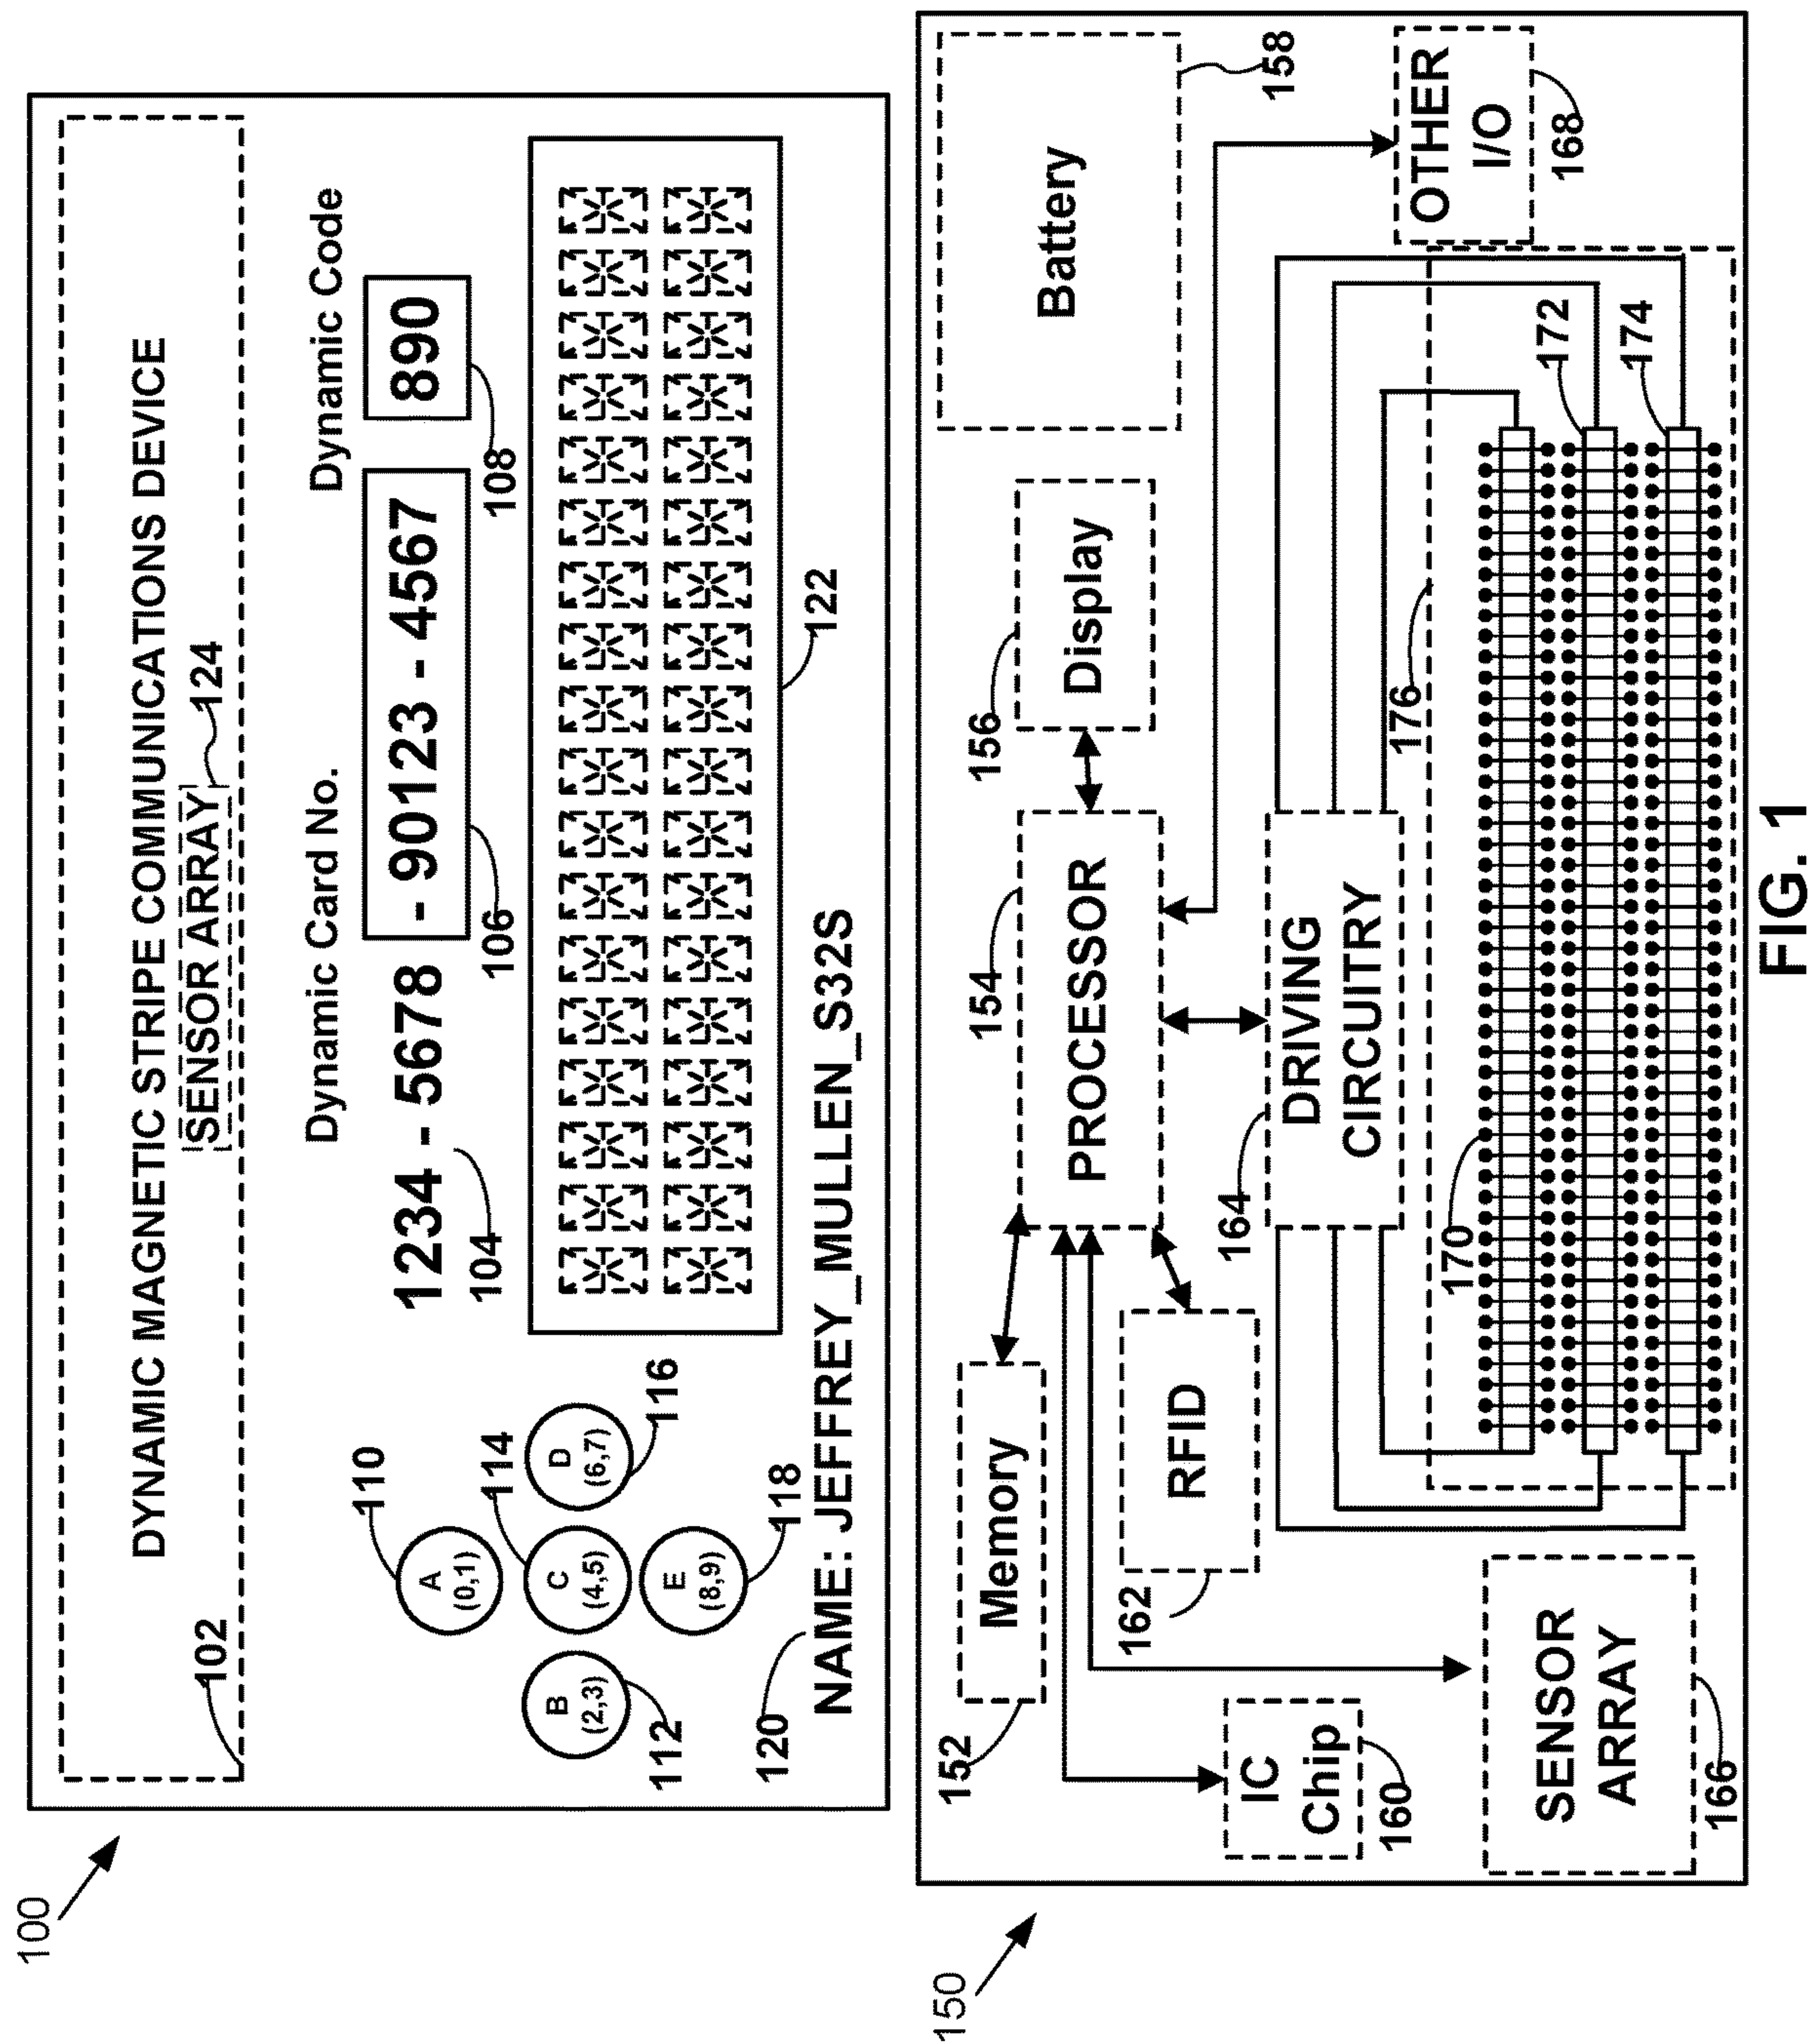 100
DYNAMIC MAGNETIC STRIPE COMMUNICATIONS DEVICE
SENSOR ARRAY
124
102
Dynamic Card No.
Dynamic Code
110
A
(0,1)
1234 - 5678
- 90123 - 4567
890
104
106
108
114
B
(2,3)
C
(4,5)
D
(6,7)
116
112
E
(8,9)
118
122
120
NAME: JEFFREY_MULLEN_S32S
150
152
Memory
154
PROCESSOR
156
Display
Battery
158
162
RFID
164
DRIVING
CIRCUITRY
IC
Chip
160
OTHER
I/O
168
170
176
172
174
SENSOR
ARRAY
166
FIG. 1